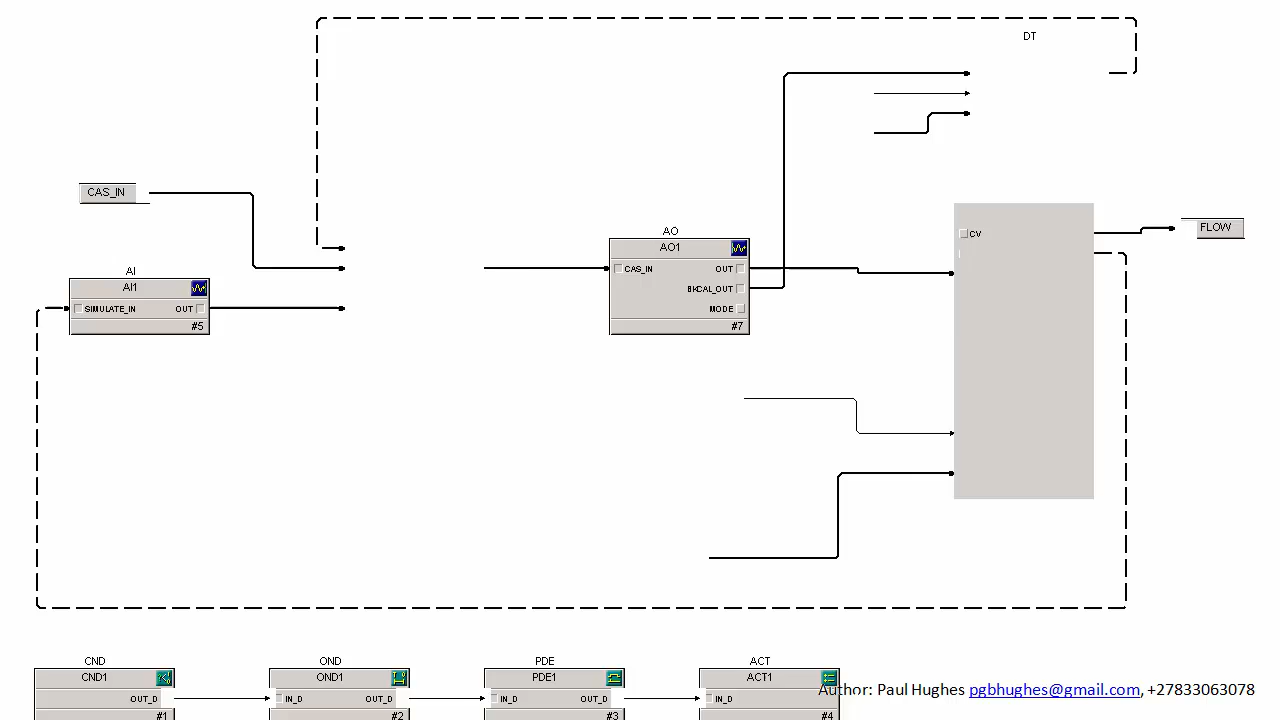 DT
CAS_IN
FLOW
CV
AO
AO1
CAS_IN OUT
BKCAL_OUT
MODE
#7
AI
AI1
SIMULATE_IN OUT
#5
CND OND PDE ACT
CND1 OND1 PDE1 ACT1
OUT_D IN_D OUT_D IN_D OUT_D IN_D
#1 #2 #3 #4
Author: Paul Hughes pgbhughes@gmail.com, +27833063078